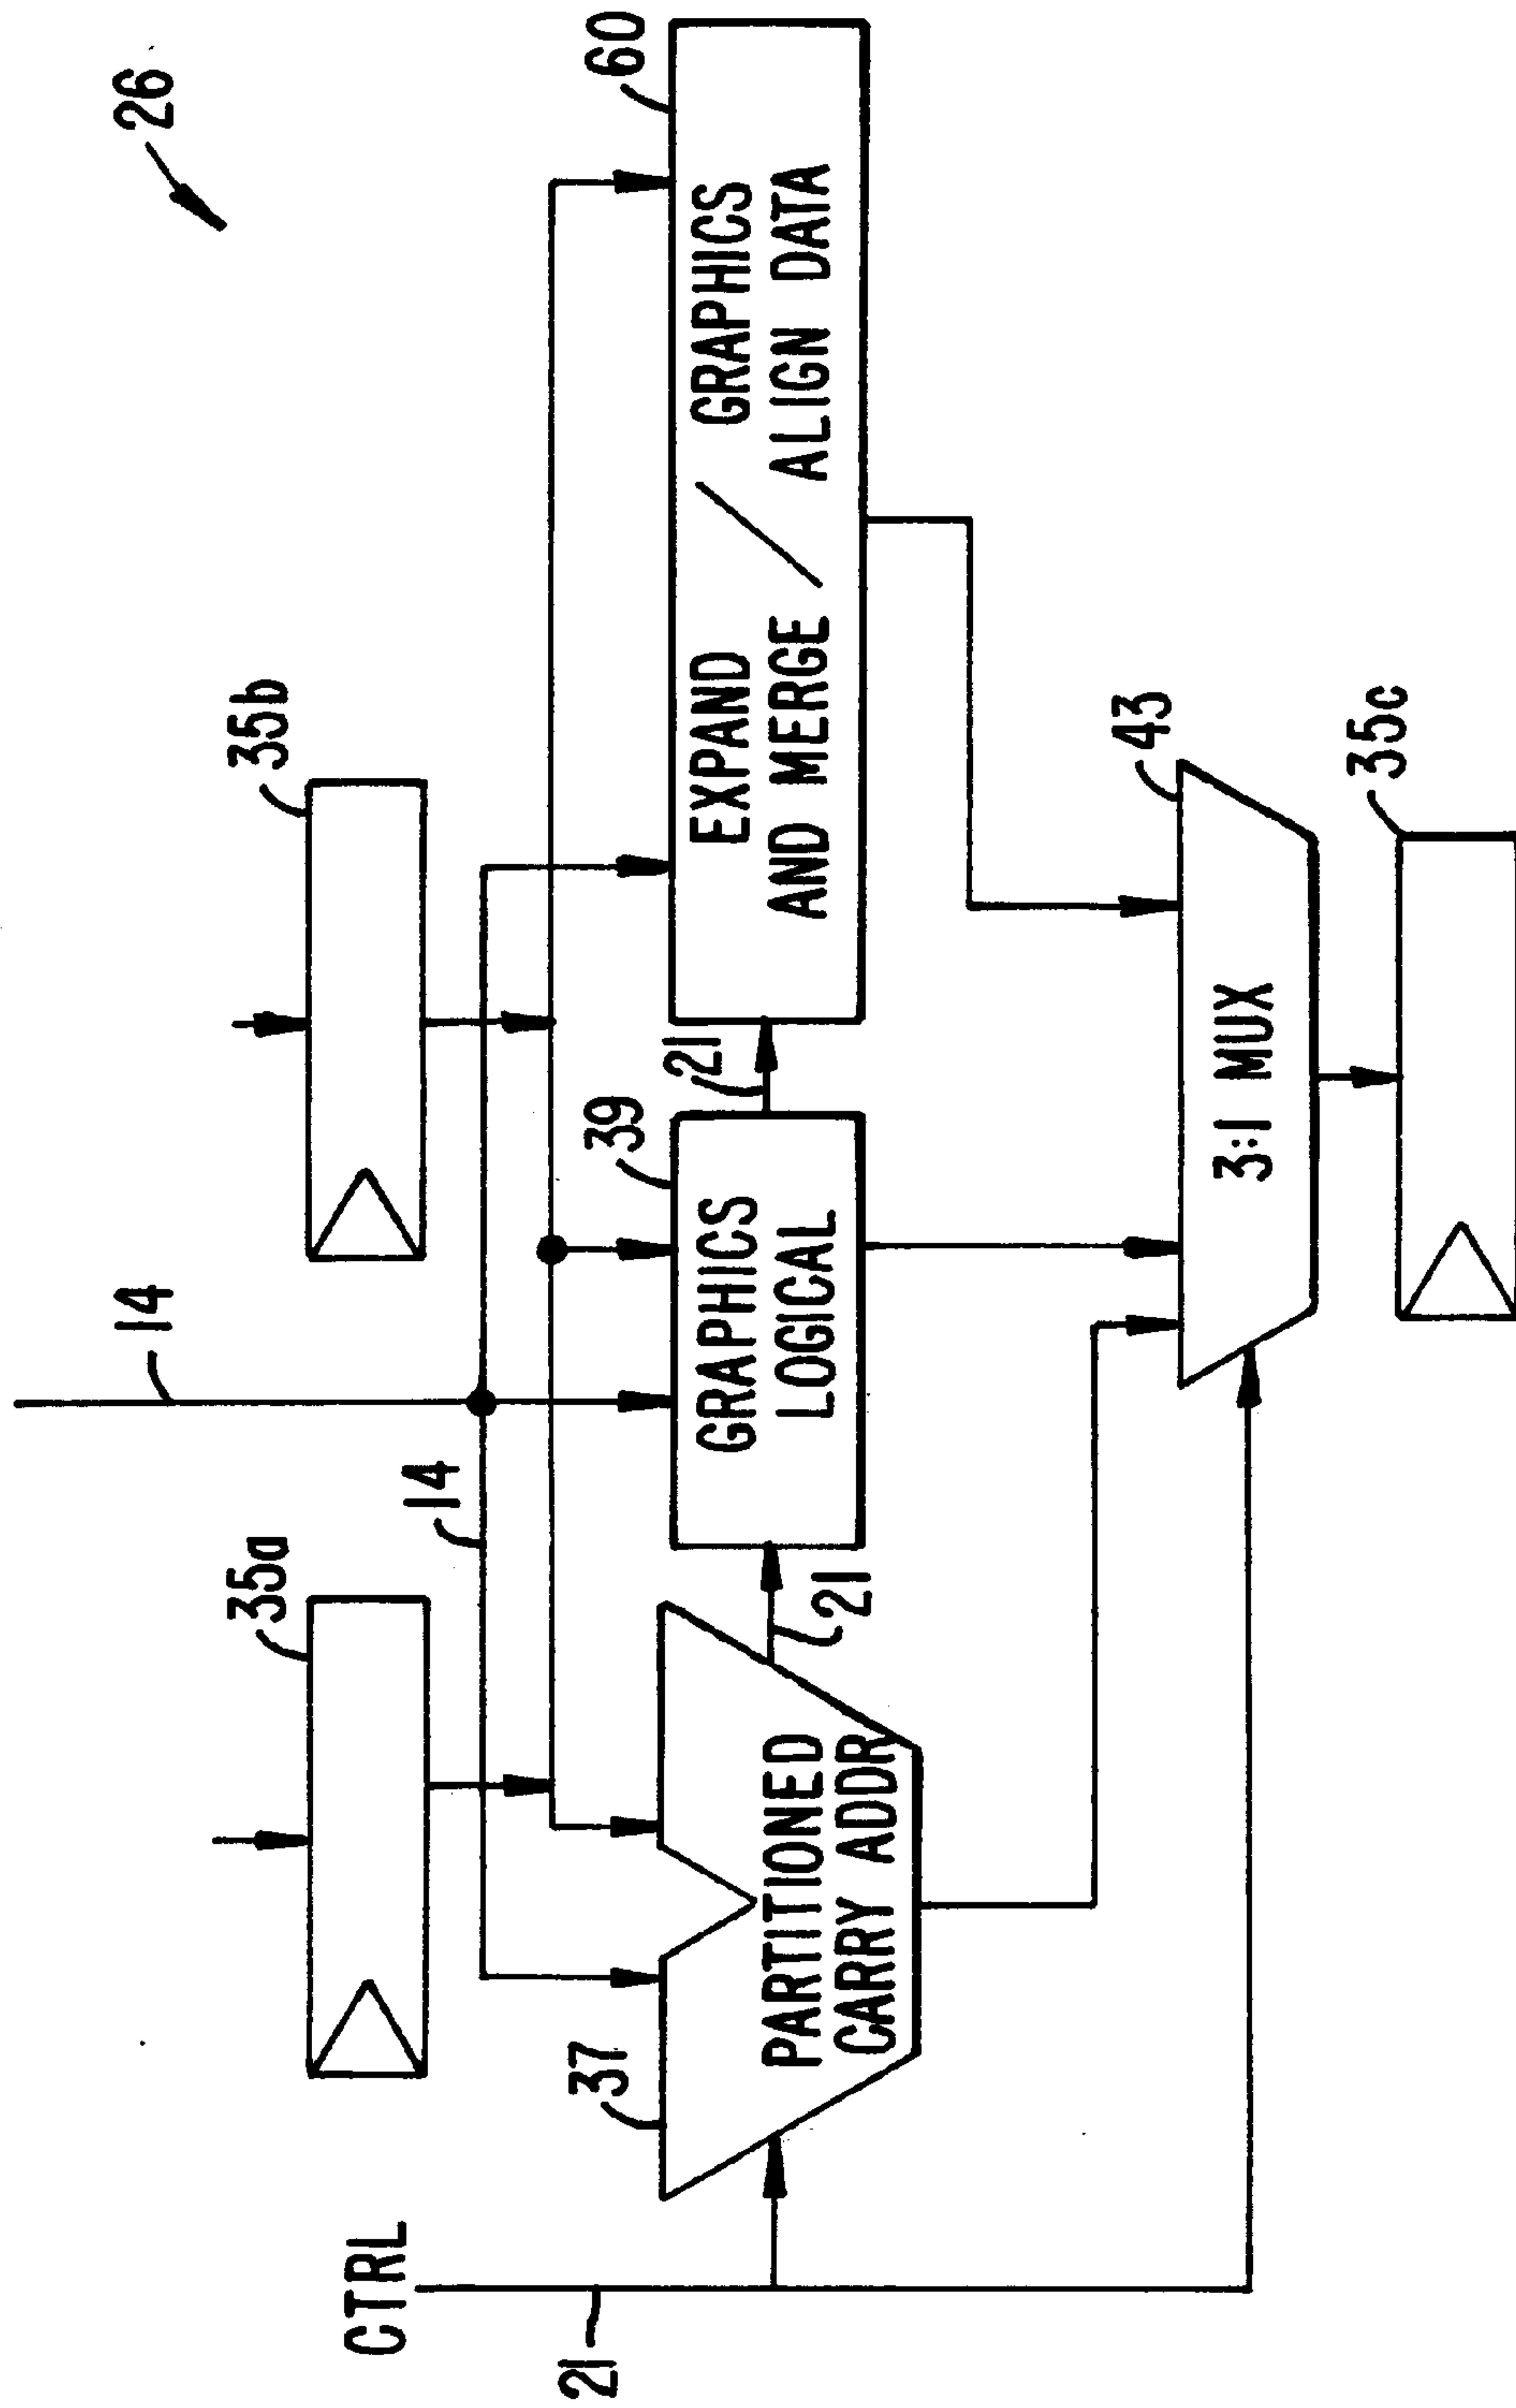 26
14
35a
35b
14
CTRL
21
37
39
60
21
21
PARTITIONED
CARRY ADDR
GRAPHICS
LOGICAL
EXPAND / GRAPHICS
AND MERGE / ALIGN DATA
43
3:1 MUX
35c